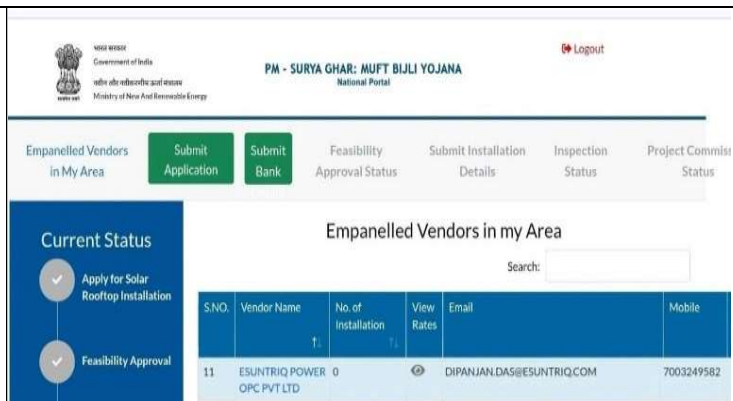 भारत सरकार
Government of India
नवीन और नवीकरणीय ऊर्जा मंत्रालय
Ministry of New And Renewable Energy
PM - SURYA GHAR: MUFT BIJLI YOJANA
National Portal
Logout
Empanelled Vendors
in My Area
Submit
Application
Submit
Bank
Feasibility
Approval Status
Submit Installation
Details
Inspection
Status
Project Commiss
Status
Current Status
Apply for Solar
Rooftop Installation
Feasibility Approval
Empanelled Vendors in my Area
Search:
S.NO. Vendor Name No. of Installation View Rates Email Mobile
11 ESUNTRIQ POWER OPC PVT LTD 0 DIPANJAN.DAS@ESUNTRIQ.COM 7003249582